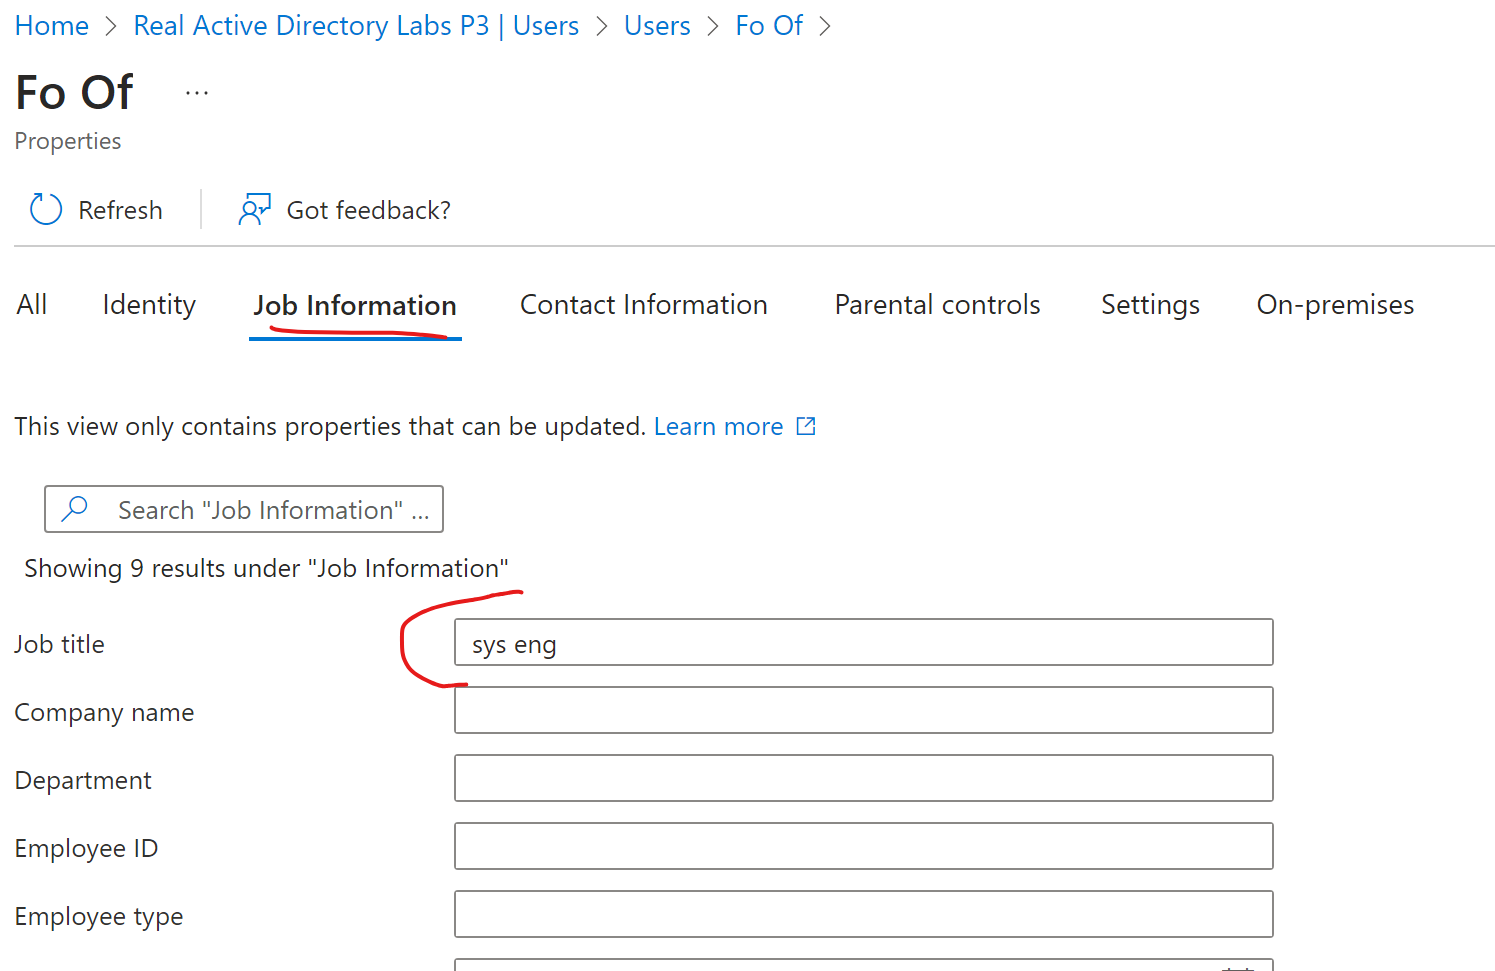 Home > Real Active Directory Labs P3 | Users > Users > Fo Of >
Fo Of ...
Properties
Refresh Got feedback?
All Identity Job Information Contact Information Parental controls Settings On-premises
This view only contains properties that can be updated. Learn more
Search "Job Information" ...
Showing 9 results under "Job Information"
Job title sys eng
Company name
Department
Employee ID
Employee type